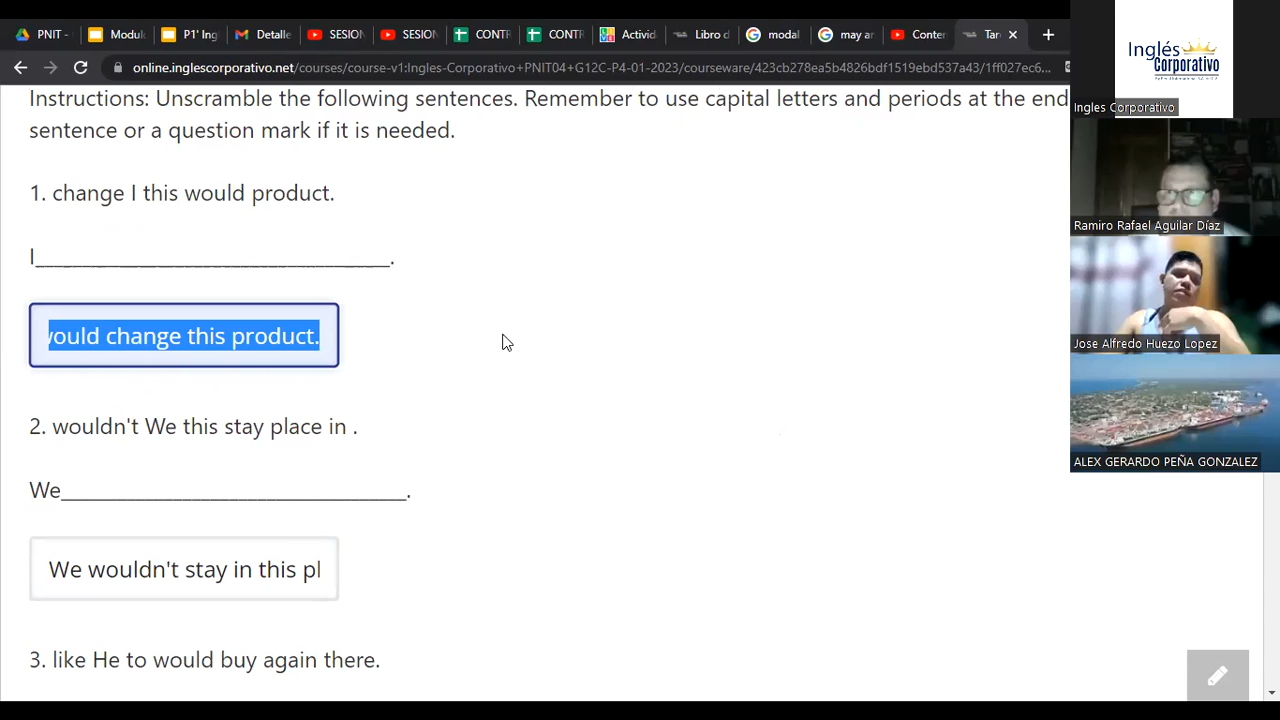 PNIT -
Modul
P1' Ing
Detalle
SESION
SESION
CONTR
CONTR
Activid
Libro d
modal
may ar
Conter
Tar
online.inglescorporativo.net/courses/course-v1:Ingles-Corporativo+PNIT04+G12C-P4-01-2023/courseware/425cb278ea5b4826bdf1519ebd537a43/1ff027ec6...
Instructions: Unscramble the following sentences. Remember to use capital letters and periods at the end
sentence or a question mark if it is needed.
1. change I this would product.
I______________________________.
would change this product.
2. wouldn't We this stay place in .
We_____________________________.
We wouldn't stay in this pl
3. like He to would buy again there.
Inglés
Corporativo
Ingles Corporativo
Ramiro Rafael Aguilar Díaz
Jose Alfredo Huezo Lopez
ALEX GERARDO PEÑA GONZALEZ